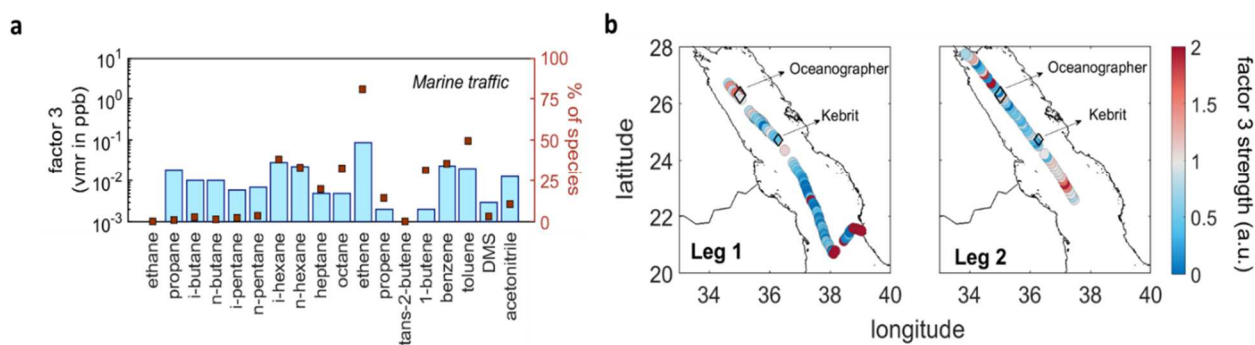 a
factor 3
(vmr in ppb)
10^1
10^0
10^-1
10^-2
10^-3
Marine traffic
100
75
50
25
0
% of species
ethane
propane
i-butane
n-butane
i-pentane
n-pentane
i-hexane
n-hexane
heptane
octane
ethene
propene
tans-2-butene
1-butene
benzene
toluene
DMS
acetonitrile
b
latitude
28
26
24
22
20
Oceanographer
Kebrit
Leg 1
34
36
38
40
Oceanographer
Kebrit
Leg 2
34
36
38
40
longitude
2
1.5
1
0.5
0
factor 3 strength (a.u.)